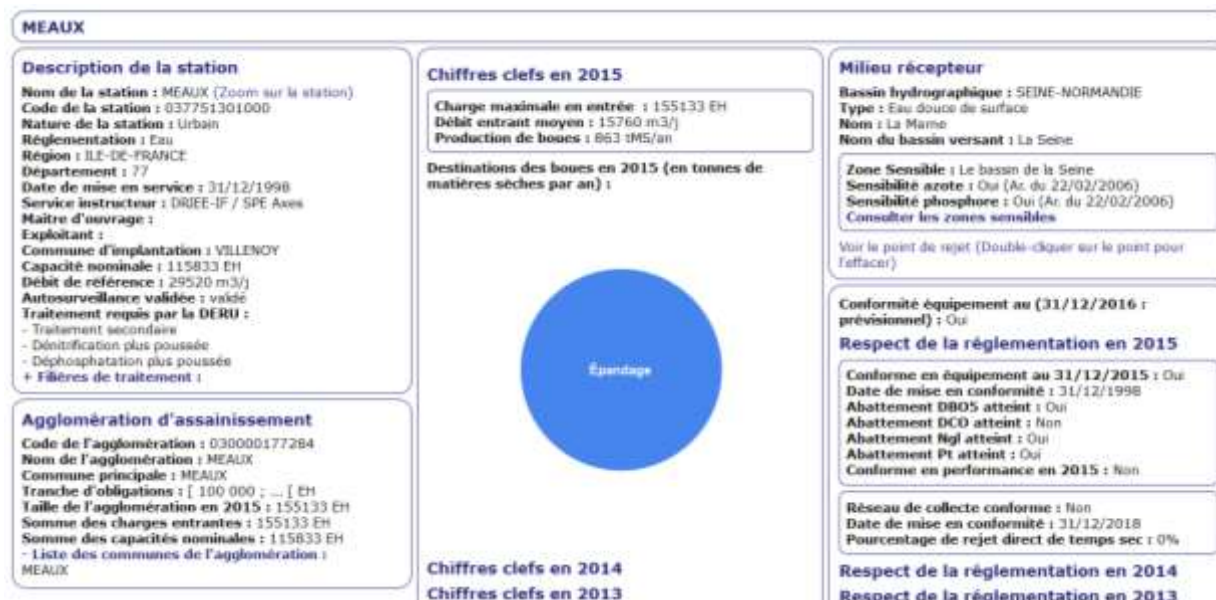 MEAUX
Description de la station
Nom de la station : MEAUX (Zoom sur la station)
Code de la station : 037751301000
Nature de la station : Urbain
Réglementation : Eau
Région : ILE-DE-FRANCE
Département : 77
Date de mise en service : 31/12/1998
Service instructeur : DRIEE-IF / SPE Axes
Maitre d'ouvrage :
Exploitant :
Commune d'implantation : VILLENOY
Capacité nominale : 115833 EH
Débit de référence : 29520 m3/j
Autosurveillance validée : validé
Traitement requis par la DERU :
- Traitement secondaire
- Dénitrification plus poussée
- Déphosphatation plus poussée
+ Filières de traitement :
Agglomération d'assainissement
Code de l'agglomération : 030000177284
Nom de l'agglomération : MEAUX
Commune principale : MEAUX
Tranche d'obligations : [ 100 000 ; ... [ EH
Taille de l'agglomération en 2015 : 155133 EH
Somme des charges entrantes : 155133 EH
Somme des capacités nominales : 115833 EH
- Liste des communes de l'agglomération :
MEAUX
Chiffres clefs en 2015
Charge maximale en entrée : 155133 EH
Débit entrant moyen : 15760 m3/j
Production de boues : 863 tMS/an
Destinations des boues en 2015 (en tonnes de
matières sèches par an) :
Épandage
Chiffres clefs en 2014
Chiffres clefs en 2013
Milieu récepteur
Bassin hydrographique : SEINE-NORMANDIE
Type : Eau douce de surface
Nom : La Marne
Nom du bassin versant : La Seine
Zone Sensible : Le bassin de la Seine
Sensibilité azote : Oui (Ar. du 22/02/2006)
Sensibilité phosphore : Oui (Ar. du 22/02/2006)
Consulter les zones sensibles
Voir le point de rejet (Double-cliquer sur le point pour
l'effacer)
Conformité équipement au (31/12/2016 :
prévisionnel) : Oui
Respect de la réglementation en 2015
Conforme en équipement au 31/12/2015 : Oui
Date de mise en conformité : 31/12/1998
Abattement DBO5 atteint : Oui
Abattement DCO atteint : Non
Abattement Ngl atteint : Oui
Abattement Pt atteint : Oui
Conforme en performance en 2015 : Non
Réseau de collecte conforme : Non
Date de mise en conformité : 31/12/2018
Pourcentage de rejet direct de temps sec : 0%
Respect de la réglementation en 2014
Respect de la réglementation en 2013